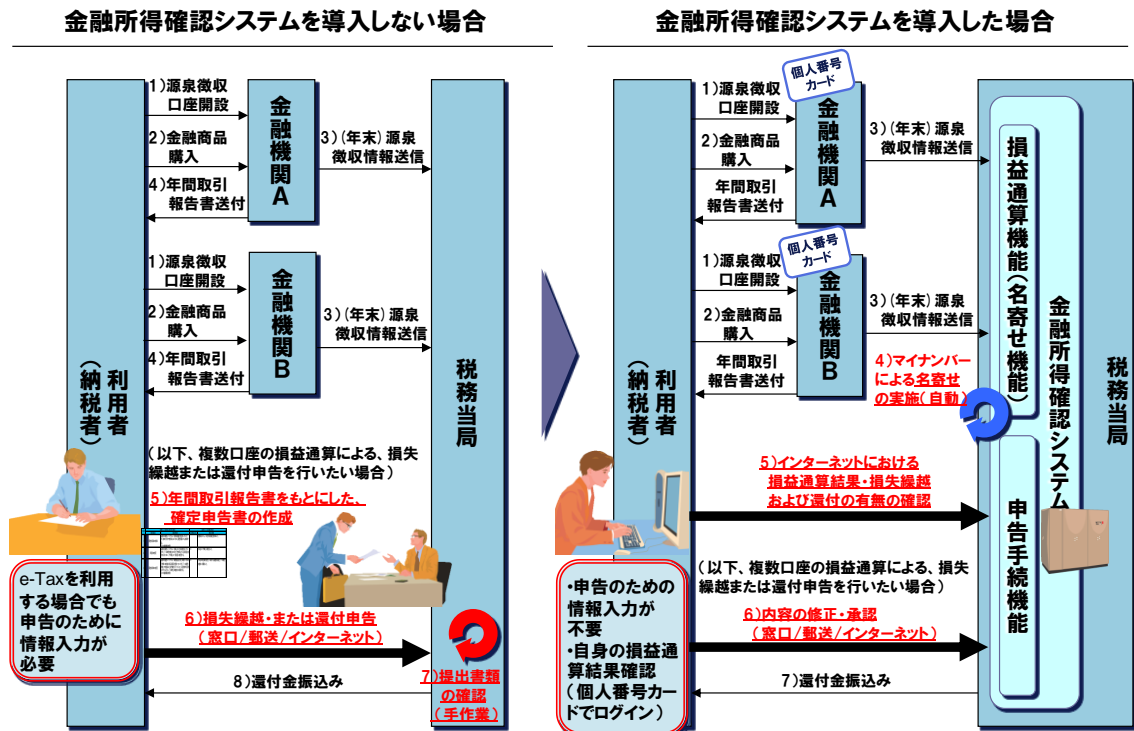 金融所得確認システムを導入しない場合
1)源泉徴収
口座開設
2)金融商品
購入
4)年間取引
報告書送付
金融機関A
3)(年末)源泉
徴収情報送信
1)源泉徴収
口座開設
2)金融商品
購入
4)年間取引
報告書送付
金融機関B
3)(年末)源泉
徴収情報送信
利用者
(納税者)
税務当局
(以下、複数口座の損益通算による、損失
繰越または還付申告を行いたい場合)
5)年間取引報告書をもとにした、
確定申告書の作成
e-Taxを利用
する場合でも
申告のために
情報入力が
必要
6)損失繰越・または還付申告
(窓口/郵送/インターネット)
7)提出書類
の確認
(手作業)
8)還付金振込み
金融所得確認システムを導入した場合
個人番号
カード
1)源泉徴収
口座開設
2)金融商品
購入
年間取引
報告書送付
金融機関A
3)(年末)源泉
徴収情報送信
個人番号
カード
1)源泉徴収
口座開設
2)金融商品
購入
年間取引
報告書送付
金融機関B
3)(年末)源泉
徴収情報送信
4)マイナンバー
による名寄せ
の実施(自動)
利用者
(納税者)
損益通算機能(名寄せ機能)
金融所得確認システム
税務当局
申告手続機能
5)インターネットにおける
損益通算結果・損失繰越
および還付の有無の確認
(以下、複数口座の損益通算による、損失
繰越または還付申告を行いたい場合)
・申告のための
情報入力が
不要
・自身の損益通
算結果確認
(個人番号カー
ドでログイン)
6)内容の修正・承認
(窓口/郵送/インターネット)
7)還付金振込み